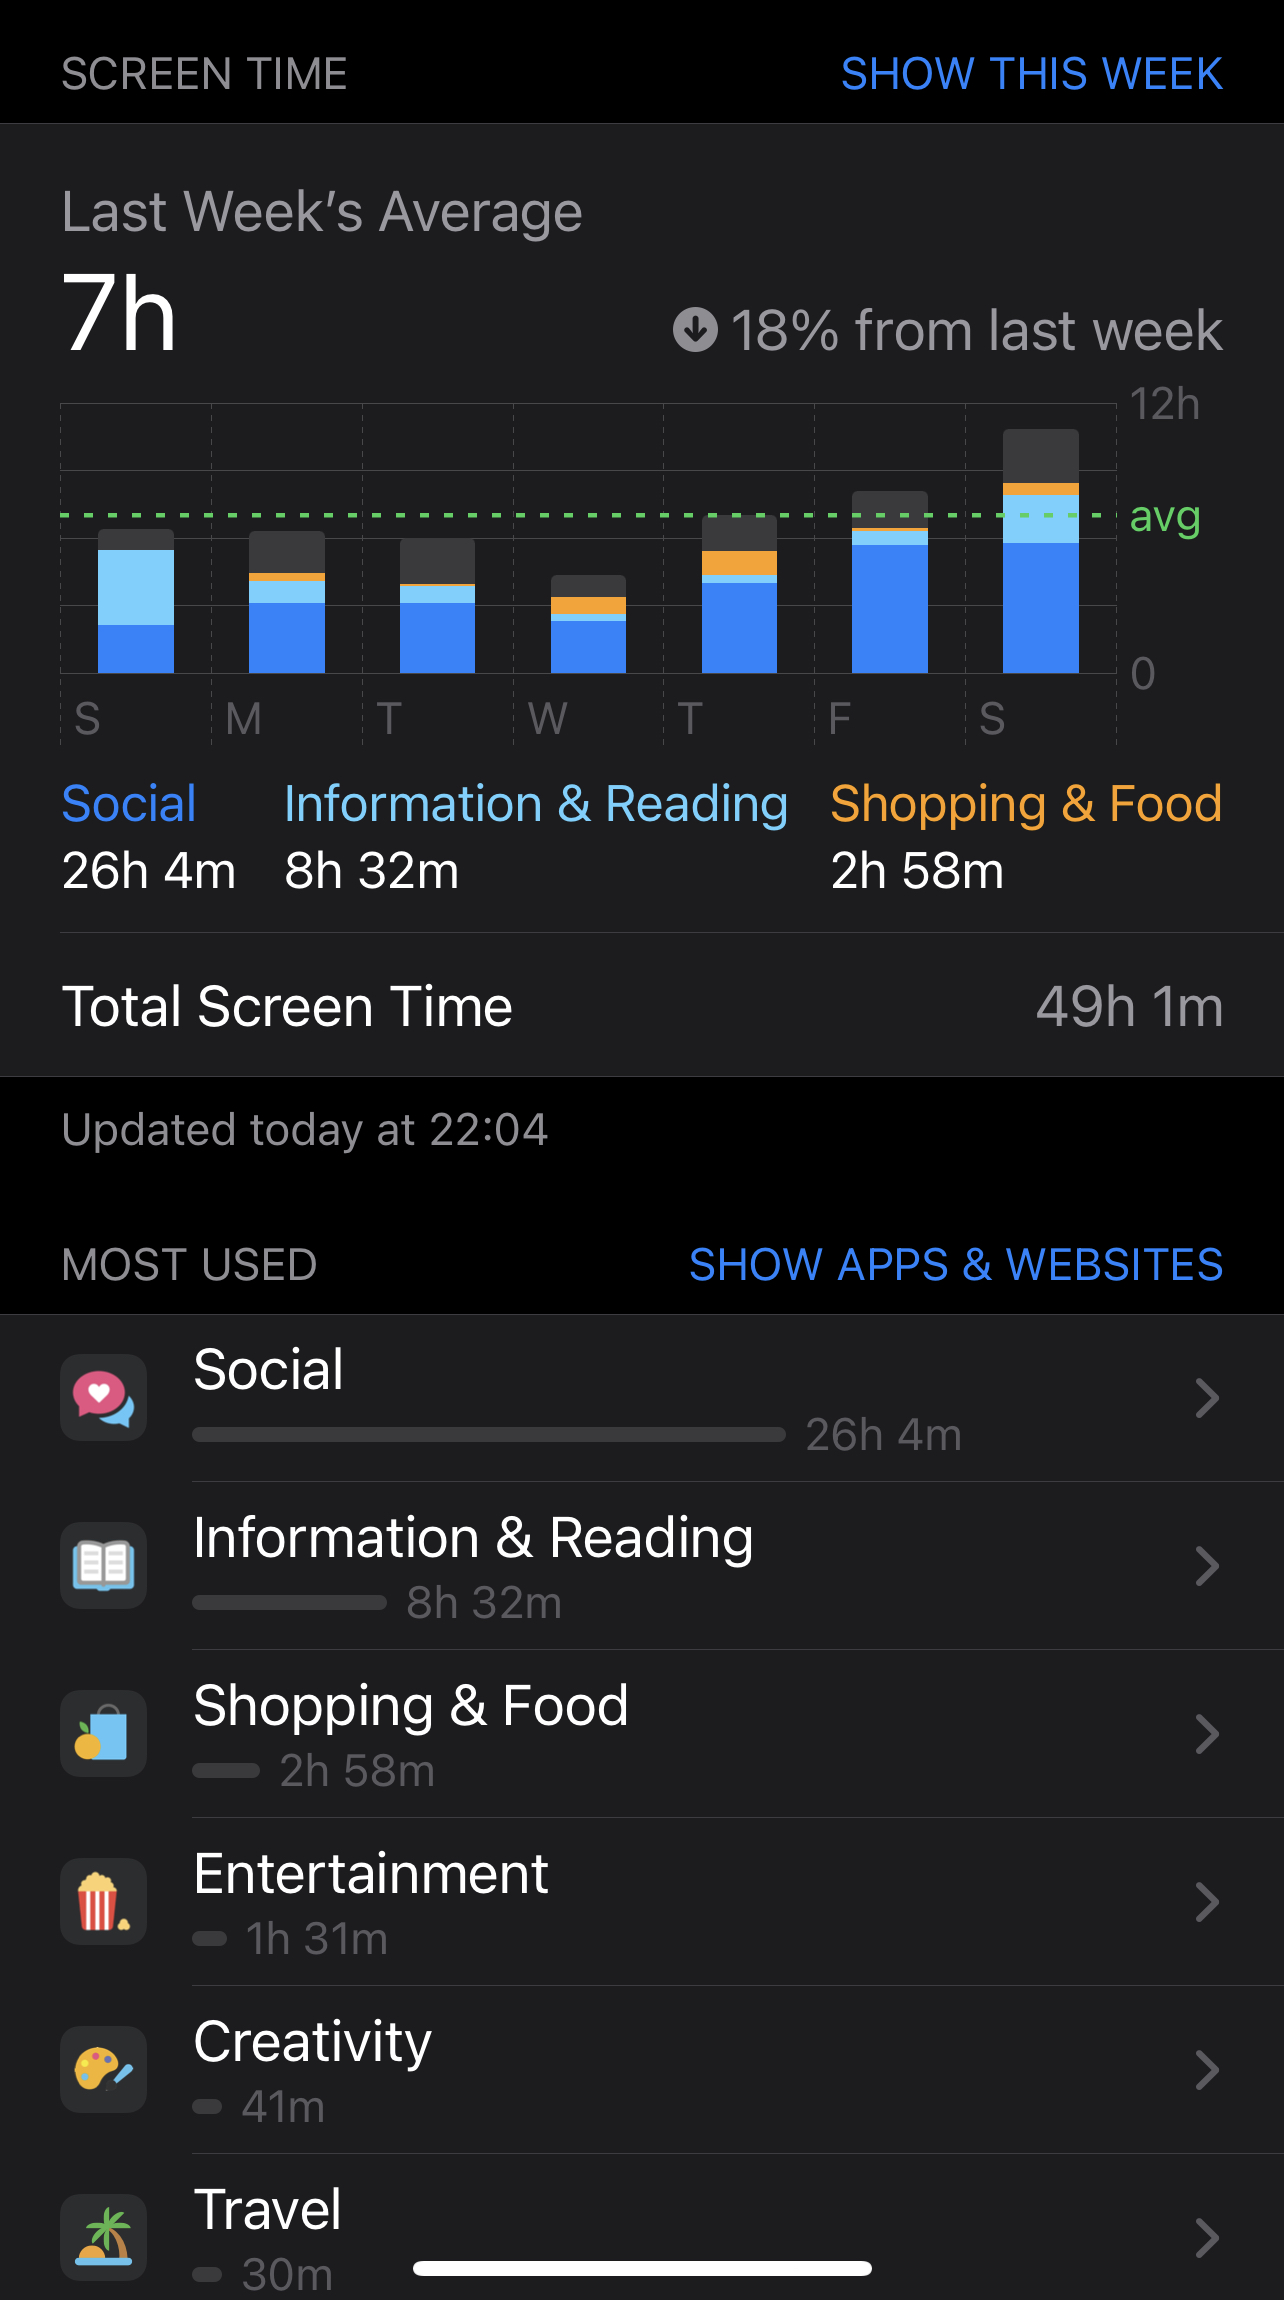 SCREEN TIME SHOW THIS WEEK
Last Week’s Average
7h
18% from last week
12h
avg
0
S M T W T F S
Social Information & Reading Shopping & Food
26h 4m 8h 32m 2h 58m
Total Screen Time 49h 1m
Updated today at 22:04
MOST USED SHOW APPS & WEBSITES
Social
26h 4m
Information & Reading
8h 32m
Shopping & Food
2h 58m
Entertainment
1h 31m
Creativity
41m
Travel
30m